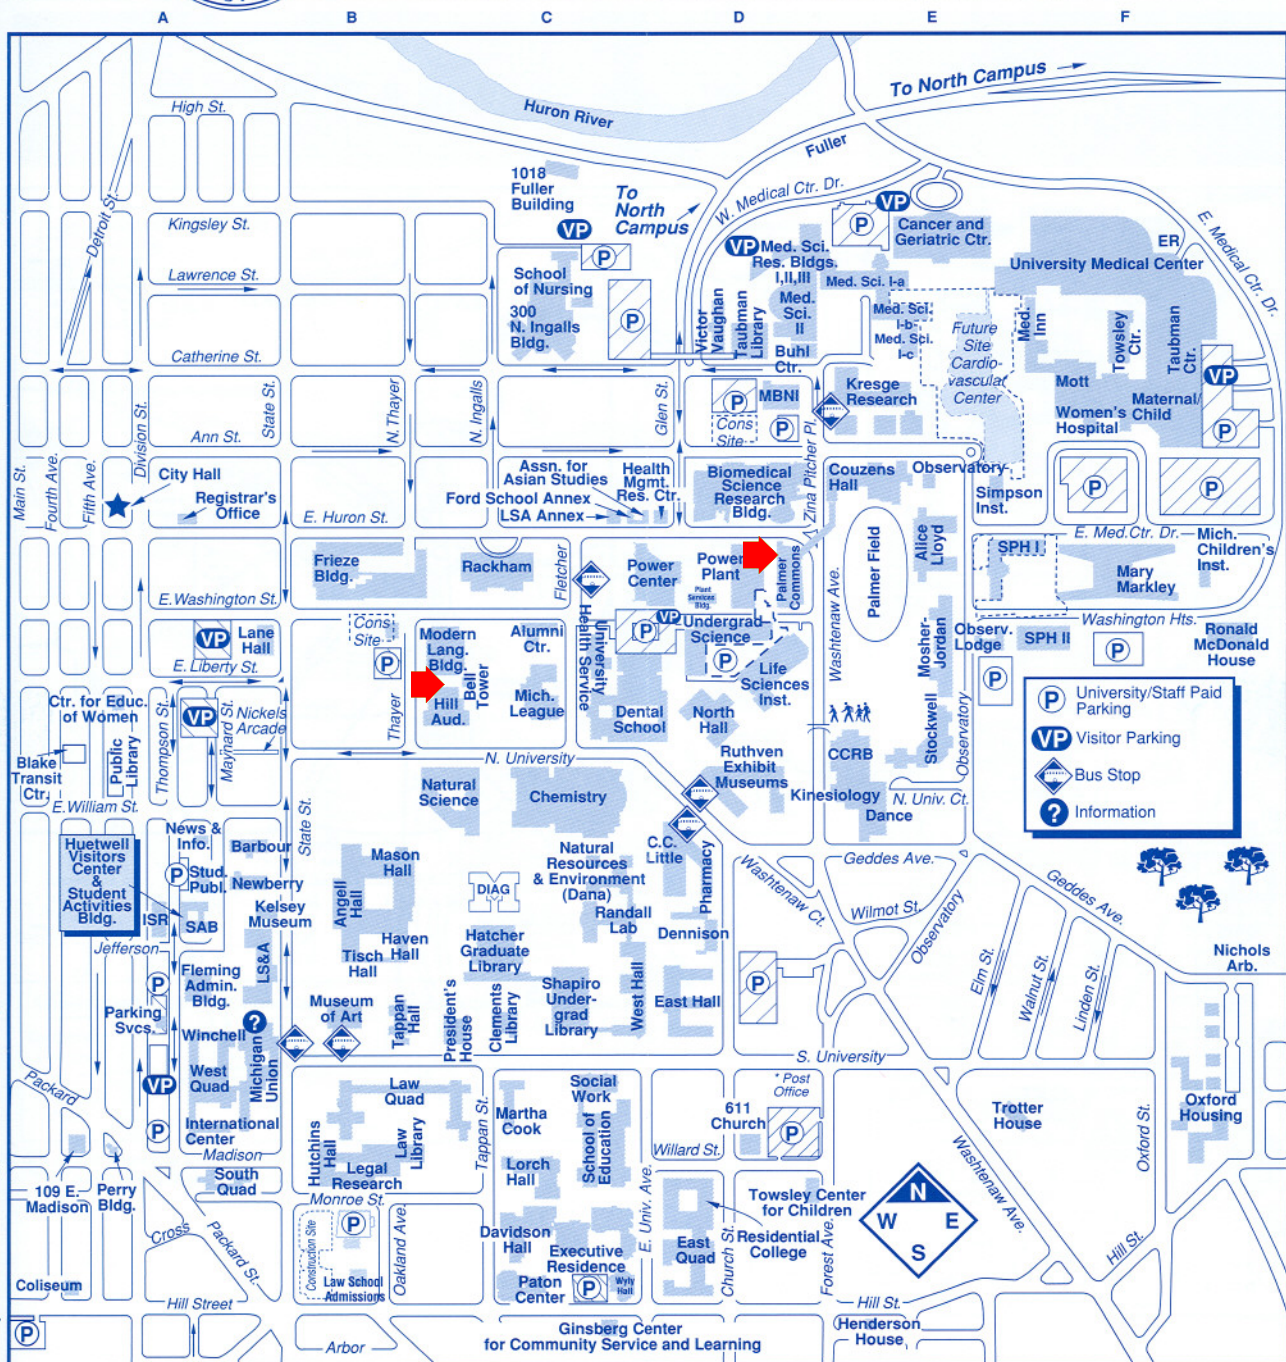 A B C D E F
To North Campus
Huron River
High St.
Fuller
1018
Fuller
Building
To
North
Campus
W. Medical Ctr. Dr.
VP
P
Cancer and
Geriatric Ctr.
E. Medical Ctr. Dr.
Detroit St.
Kingsley St.
VP
P
VP
Med. Sci.
Res. Bldgs.
I,II,III
ER
University Medical Center
Lawrence St.
School
of Nursing
300
N. Ingalls
Bldg.
P
Victor
Vaughan
Taubman
Library
Med.
Sci.
II
Med. Sci. I-a
Med. Sci.
I-b
Med. Sci.
I-c
Future
Site
Cardio-
vascular
Center
Med.
Inn
Towsley
Ctr.
Taubman
Ctr.
Catherine St.
Buhl
Ctr.
State St.
N. Thayer
N. Ingalls
Glen St.
P
MBNI
Cons
Site
P
Kresge
Research
Mott
Women's
Hospital
Maternal/
Child
VP
P
Main St.
Fourth Ave.
Fifth Ave.
Division St.
Ann St.
City Hall
Registrar's
Office
E. Huron St.
Assn. for
Asian Studies
Ford School Annex
LSA Annex
Health
Mgmt.
Res. Ctr.
Biomedical
Science
Research
Bldg.
Zina Pitcher Pl.
Couzens
Hall
Observatory
Simpson
Inst.
P
P
E. Med.Ctr. Dr.
Mich.
Children's
Inst.
Frieze
Bldg.
Rackham
Fletcher
Power
Center
Power
Plant
Plant
Services
Bldg.
Palmer
Commons
Palmer Field
Alice
Lloyd
SPH I
Mary
Markley
E.Washington St.
VP
Lane
Hall
Cons
Site
P
Modern
Lang.
Bldg.
Alumni
Ctr.
University
Health Service
VP
P
Undergrad
Science
P
Washtenaw Ave.
Mosher-
Jordan
Observ.
Lodge
SPH II
Washington Hts.
P
Ronald
McDonald
House
E. Liberty St.
Ctr. for Educ.
of Women
Blake
Transit
Ctr.
Public
Library
Thompson St.
VP
Maynard St.
Nickels
Arcade
Thayer
Hill
Aud.
Bell
Tower
Mich.
League
Dental
School
North
Hall
Life
Sciences
Inst.
P
Stockwell
Observatory
P
University/Staff Paid
Parking
VP
Visitor Parking
Bus Stop
?
Information
N. University
Ruthven
Exhibit
Museums
CCRB
Kinesiology
Dance
N. Univ. Ct.
E.William St.
State St.
Natural
Science
Chemistry
Huetwell
Visitors
Center
&
Student
Activities
Bldg.
News &
Info.
P
Stud.
Publ.
Barbour
Newberry
Kelsey
Museum
ISR
SAB
Jefferson
Mason
Hall
Angell
Hall
Haven
Hall
Tisch
Hall
DIAG
Natural
Resources
& Environment
(Dana)
C.C.
Little
Pharmacy
Randall
Lab
Dennison
Washtenaw Ct.
Geddes Ave.
Wilmot St.
Observatory
Geddes Ave.
Elm St.
Walnut St.
Linden St.
Nichols
Arb.
Hatcher
Graduate
Library
LS&A
Fleming
Admin.
Bldg.
P
Parking
Svcs.
Winchell
?
Museum
of Art
Tappan
Hall
President's
House
Clements
Library
Shapiro
Under-
grad
Library
West Hall
East Hall
P
S. University
Packard
VP
P
West
Quad
Michigan
Union
International
Center
Madison
Law
Quad
Hutchins
Hall
Law
Library
Legal
Research
Tappan St.
Martha
Cook
Lorch
Hall
Social
Work
School of
Education
Willard St.
611
Church
* Post
Office
P
Trotter
House
Washtenaw Ave.
Oxford St.
Oxford
Housing
109 E.
Madison
Perry
Bldg.
South
Quad
Monroe St.
Cross
Packard St.
Construction Site
P
Law School
Admissions
Oakland Ave.
Davidson
Hall
Executive
Residence
Paton
Center
P
Wyly
Hall
E. Univ. Ave.
East
Quad
Church St.
Towsley Center
for Children
Residential
College
Forest Ave.
N
W E
S
Hill St.
Coliseum
Hill Street
P
Arbor
Ginsberg Center
for Community Service and Learning
Hill St.
Henderson
House